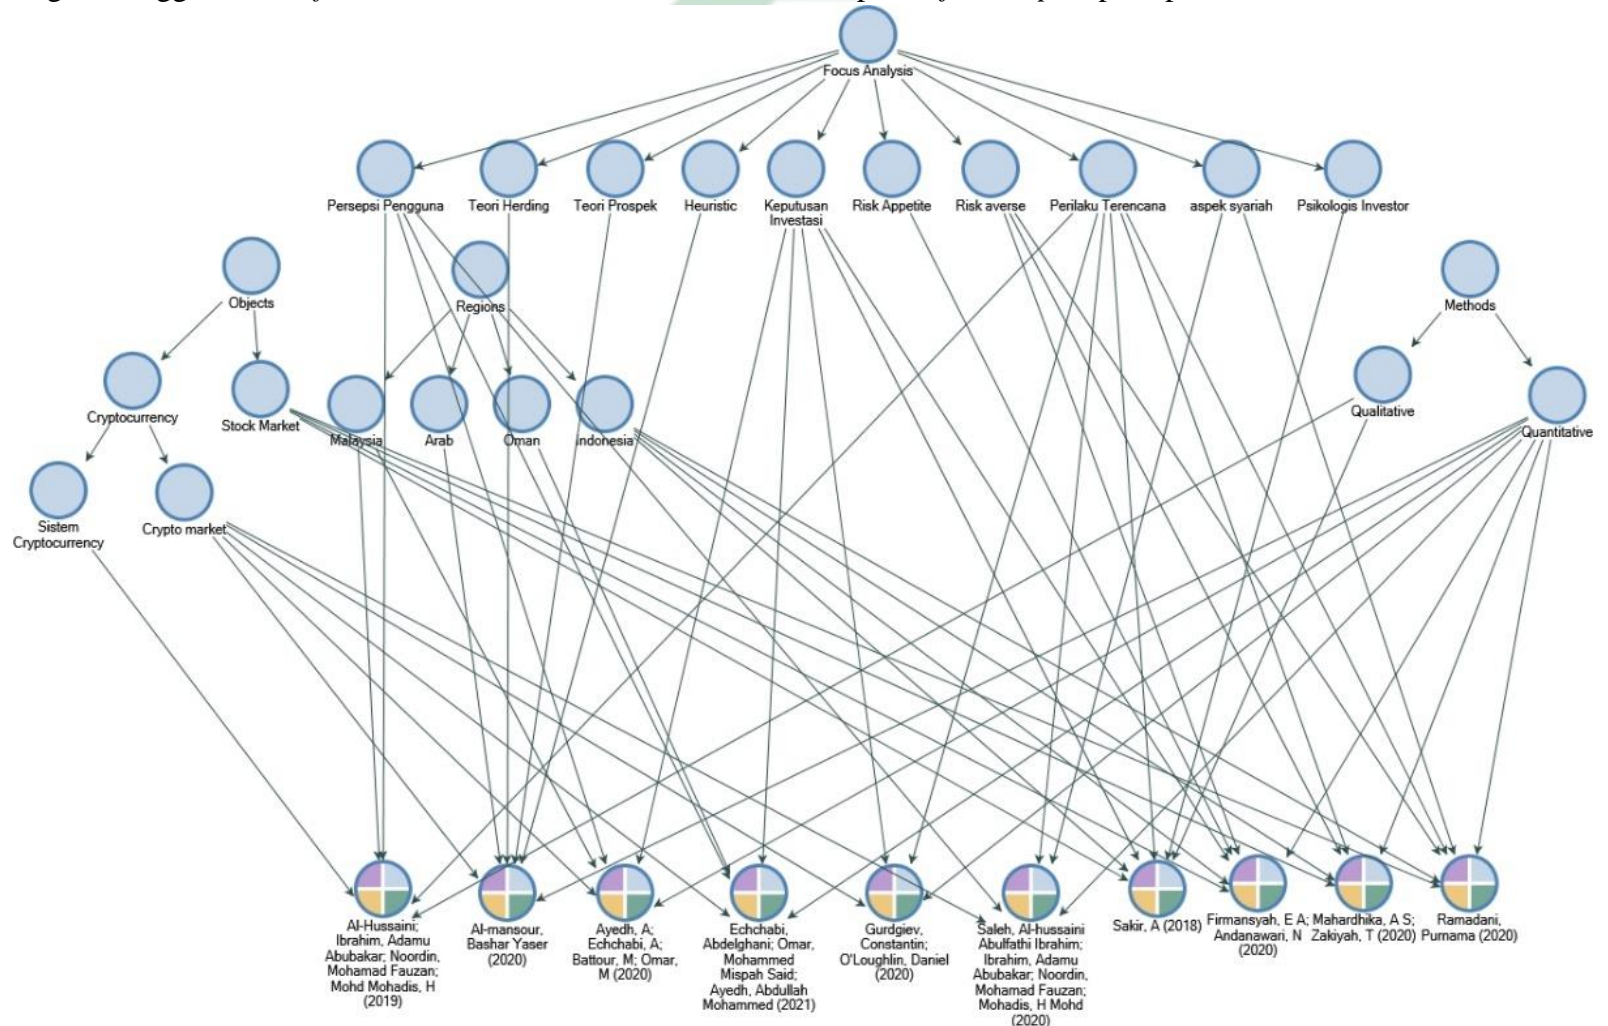 Focus Analysis
Persepsi Pengguna
Teori Herding
Teori Prospek
Heuristic
Keputusan
Investasi
Risk Appetite
Risk averse
Perilaku Terencana
aspek syariah
Psikologis Investor
Objects
Regions
Methods
Cryptocurrency
Stock Market
Malaysia
Arab
Oman
Indonesia
Qualitative
Quantitative
Sistem
Cryptocurrency
Crypto market
Al-Hussaini;
Ibrahim, Adamu
Abubakar; Noordin,
Mohamad Fauzan;
Mohd Mohadis, H
(2019)
Al-mansour,
Bashar Yaser
(2020)
Ayedh, A;
Echchabi, A;
Battour, M; Omar,
M (2020)
Echchabi,
Abdelghani; Omar,
Mohammed
Mispah Said;
Ayedh, Abdullah
Mohammed (2021)
Gurdgiev,
Constantin;
O'Loughlin, Daniel
(2020)
Saleh, Al-hussaini
Abulfathi Ibrahim;
Ibrahim, Adamu
Abubakar; Noordin,
Mohamad Fauzan;
Mohadis, H Mohd
(2020)
Sakir, A (2018)
Firmansyah, E A;
Andanawari, N
(2020)
Mahardhika, A S;
Zakiyah, T (2020)
Ramadani,
Purnama (2020)